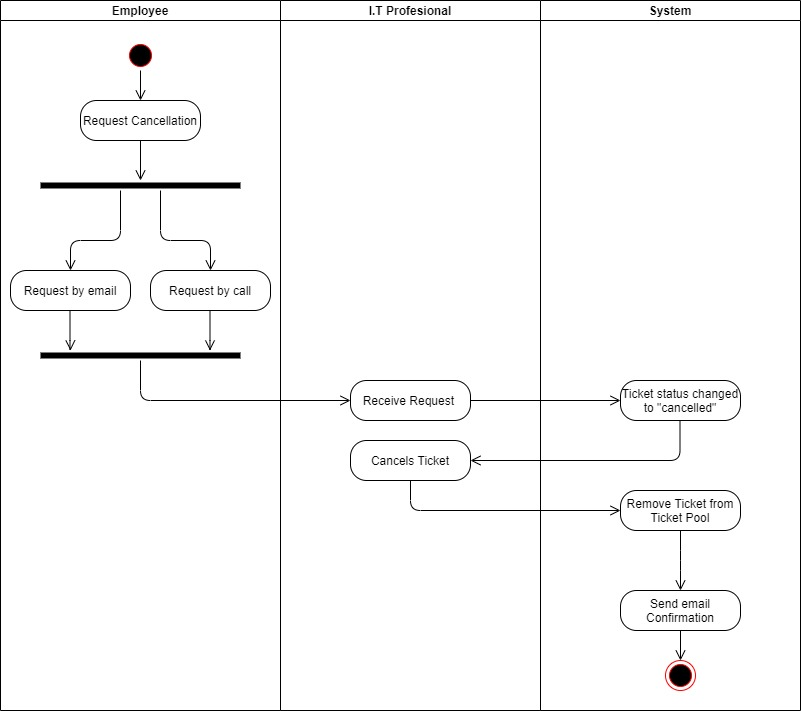 Employee
I.T Profesional
System
Request Cancellation
Request by email
Request by call
Receive Request
Ticket status changed
to "cancelled"
Cancels Ticket
Remove Ticket from
Ticket Pool
Send email
Confirmation